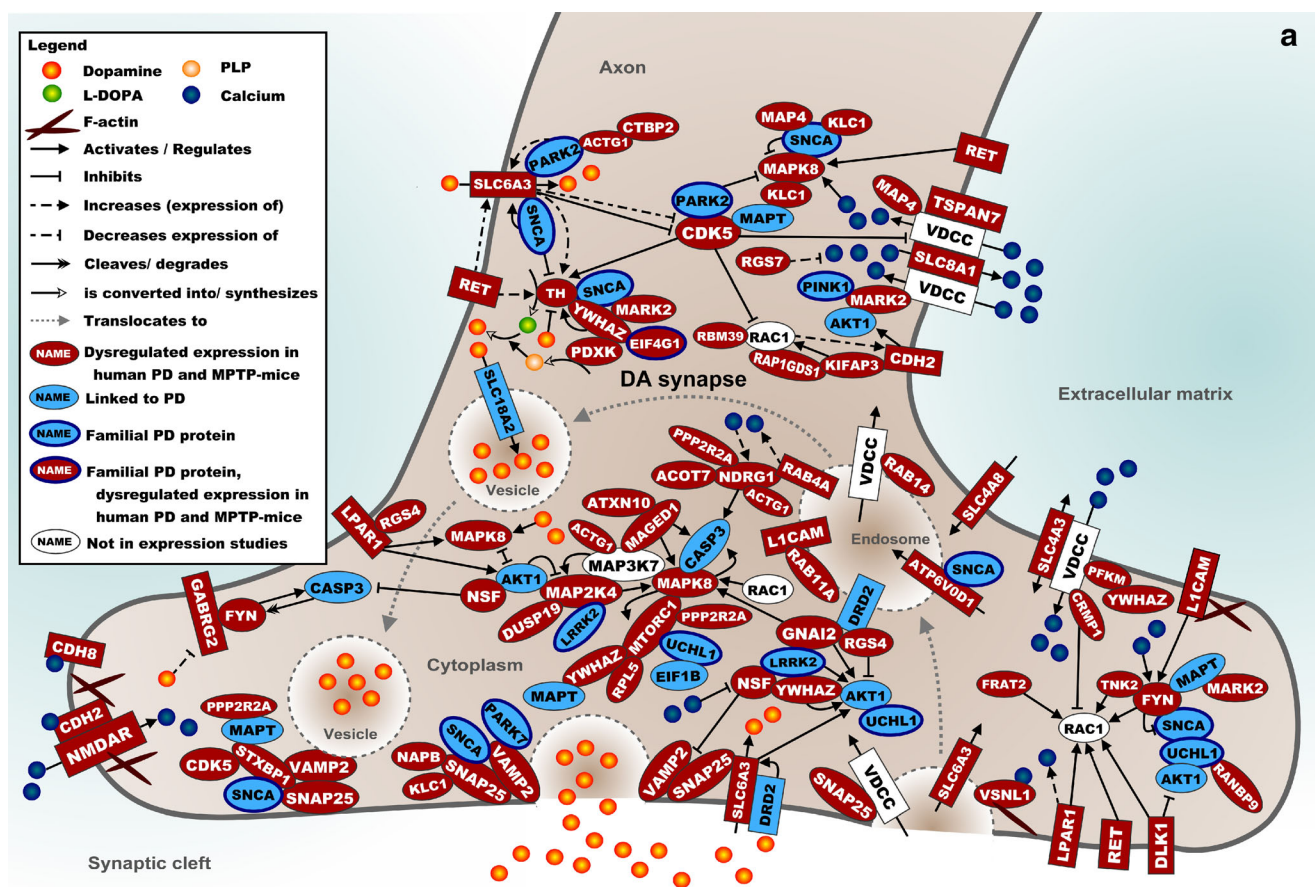 a
Legend
Dopamine
PLP
L-DOPA
Calcium
F-actin
Activates / Regulates
Inhibits
Increases (expression of)
Decreases expression of
Cleaves/ degrades
is converted into/ synthesizes
Translocates to
NAME Dysregulated expression in
human PD and MPTP-mice
NAME Linked to PD
NAME Familial PD protein
NAME Familial PD protein,
dysregulated expression in
human PD and MPTP-mice
NAME Not in expression studies
Axon
CTBP2
ACTG1
PARK2
SLC6A3
SNCA
RET
TH
SNCA
MARK2
YWHAZ
EIF4G1
PDXK
SLC18A2
Vesicle
MAP4
KLC1
SNCA
MAPK8
KLC1
PARK2
MAPT
CDK5
RGS7
RET
MAP4
TSPAN7
VDCC
SLC8A1
VDCC
PINK1
MARK2
AKT1
RBM39
RAC1
RAP1GDS1
KIFAP3
CDH2
DA synapse
Extracellular matrix
PPP2R2A
ACOT7
NDRG1
RAB4A
ACTG1
VDCC
RAB14
Endosome
SLC4A8
SNCA
ATP6V0D1
L1CAM
RAB11A
DRD2
LPAR1
RGS4
MAPK8
ATXN10
MAGED1
ACTG1
MAP3K7
CASP3
AKT1
MAP2K4
MAPK8
RAC1
NSF
DUSP19
LRRK2
MTORC1
PPP2R2A
YWHAZ
RPL5
UCHL1
EIF1B
MAPT
GNAI2
RGS4
LRRK2
NSF
YWHAZ
AKT1
UCHL1
GABRG2
FYN
CASP3
Cytoplasm
CDH8
CDH2
NMDAR
PPP2R2A
MAPT
CDK5
STXBP1
VAMP2
SNCA
SNAP25
Vesicle
NAPB
SNCA
PARK7
KLC1
SNAP25
VAMP2
VAMP2
SNAP25
SLC6A3
DRD2
SNAP25
VDCC
SLC6A3
VSNL1
SLC4A3
VDCC
PFKM
YWHAZ
CRMP1
L1CAM
FRAT2
TNK2
FYN
MAPT
MARK2
RAC1
SNCA
UCHL1
AKT1
RANBP9
LPAR1
RET
DLK1
Synaptic cleft